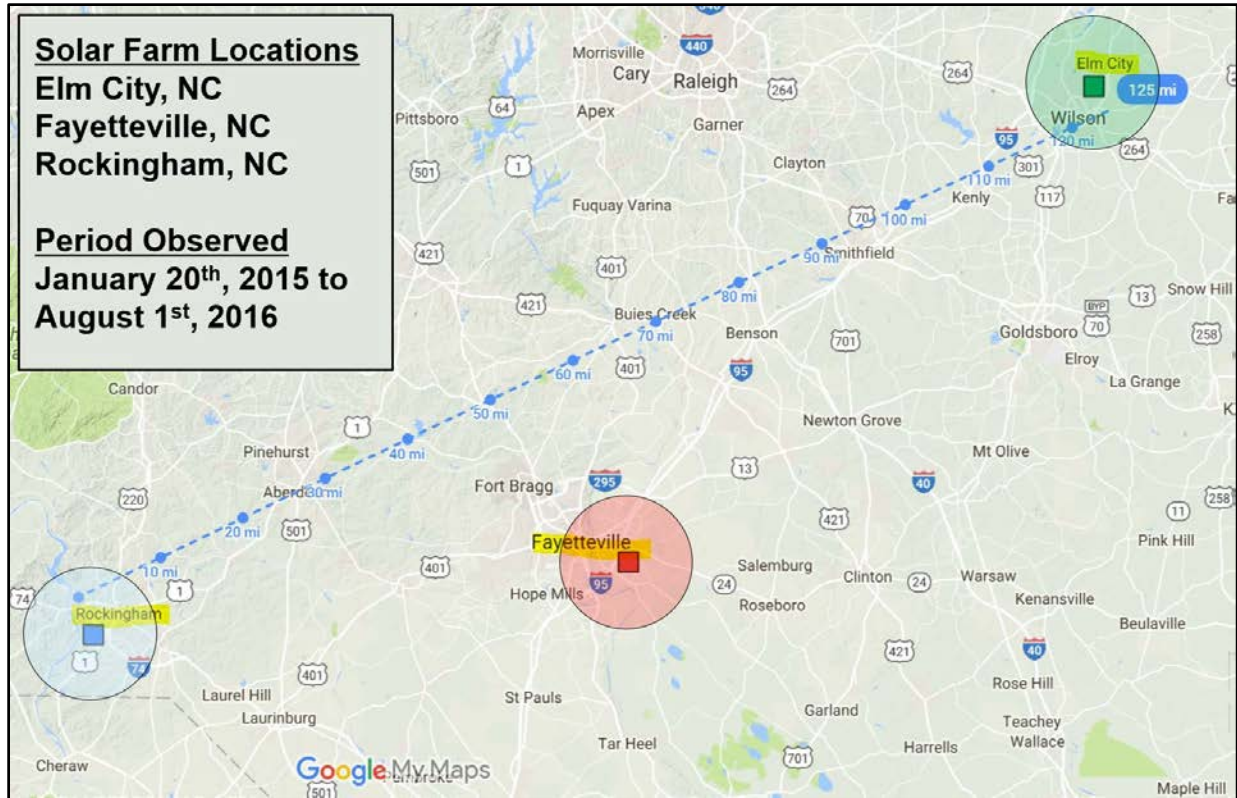 Solar Farm Locations
Elm City, NC
Fayetteville, NC
Rockingham, NC
Period Observed
January 20th, 2015 to
August 1st, 2016
Morrisville
440
Cary
Raleigh
264
264
Elm City
125 mi
64
Pittsboro
Apex
264
Garner
Wilson
95
120 mi
264
1
501
Clayton
301
110 mi
Kenly
117
Fuquay Varina
70
100 mi
421
401
90 mi
Smithfield
80 mi
13
Snow Hill
421
Buies Creek
70 mi
Benson
701
BYP
70
Goldsboro
258
60 mi
401
95
Elroy
La Grange
Candor
50 mi
1
40 mi
Newton Grove
Pinehurst
13
Mt Olive
220
Aberdeen
30 mi
Fort Bragg
295
40
258
20 mi
501
421
11
Fayetteville
Pink Hill
10 mi
401
95
Salemburg
24
Clinton
24
Warsaw
74
1
Hope Mills
Roseboro
Kenansville
Rockingham
Beulaville
1
74
421
40
Laurel Hill
401
St Pauls
Rose Hill
Laurinburg
Garland
Teachey
Tar Heel
Harrells
Wallace
Cheraw
701
Google My Maps
501
Maple Hill